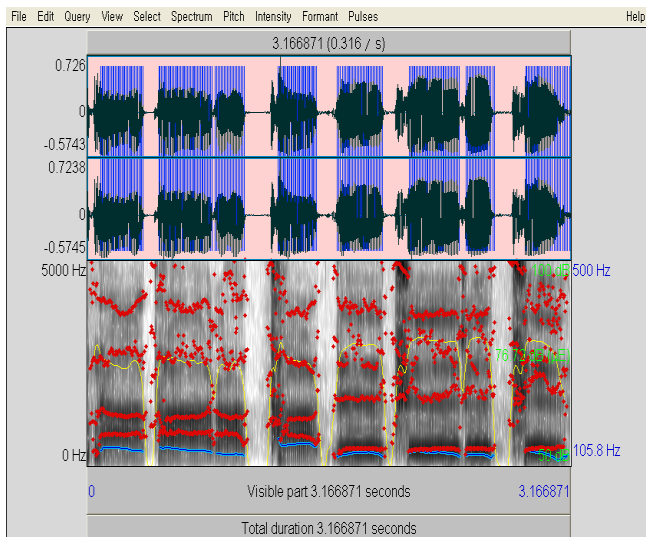 File Edit Query View Select Spectrum Pitch Intensity Formant Pulses Help
3.166871 (0.316 / s)
0.726
0
-0.5743
0.7238
0
-0.5745
5000 Hz
500 Hz
0 Hz
105.8 Hz
0 Visible part 3.166871 seconds 3.166871
Total duration 3.166871 seconds